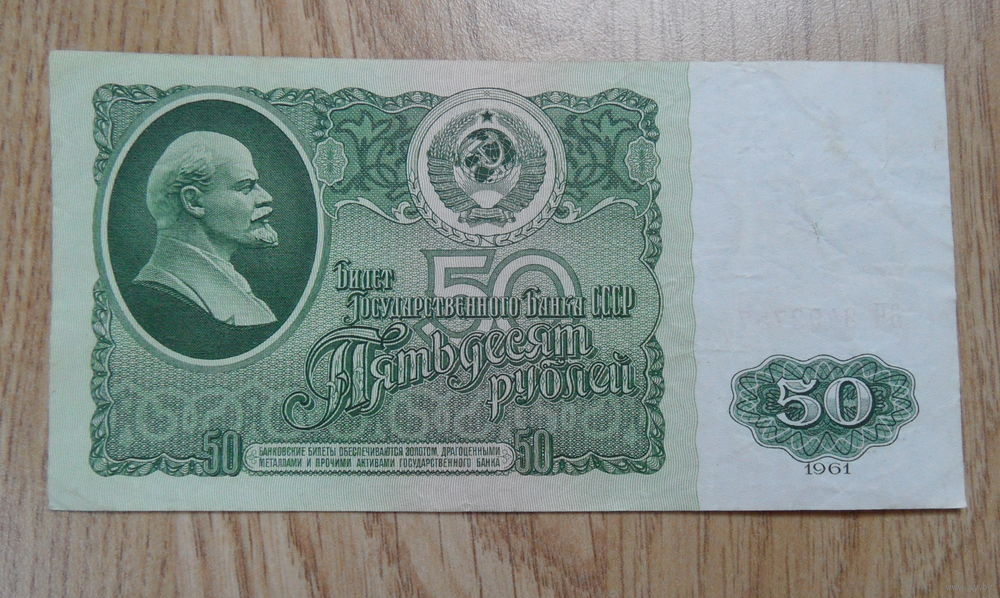 50
Билет
Государственного Банка СССР
Пятьдесят
рублей
50 БАНКОВСКИЕ БИЛЕТЫ ОБЕСПЕЧИВАЮТСЯ ЗОЛОТОМ, ДРАГОЦЕННЫМИ 50
МЕТАЛЛАМИ И ПРОЧИМИ АКТИВАМИ ГОСУДАРСТВЕННОГО БАНКА
50
1961